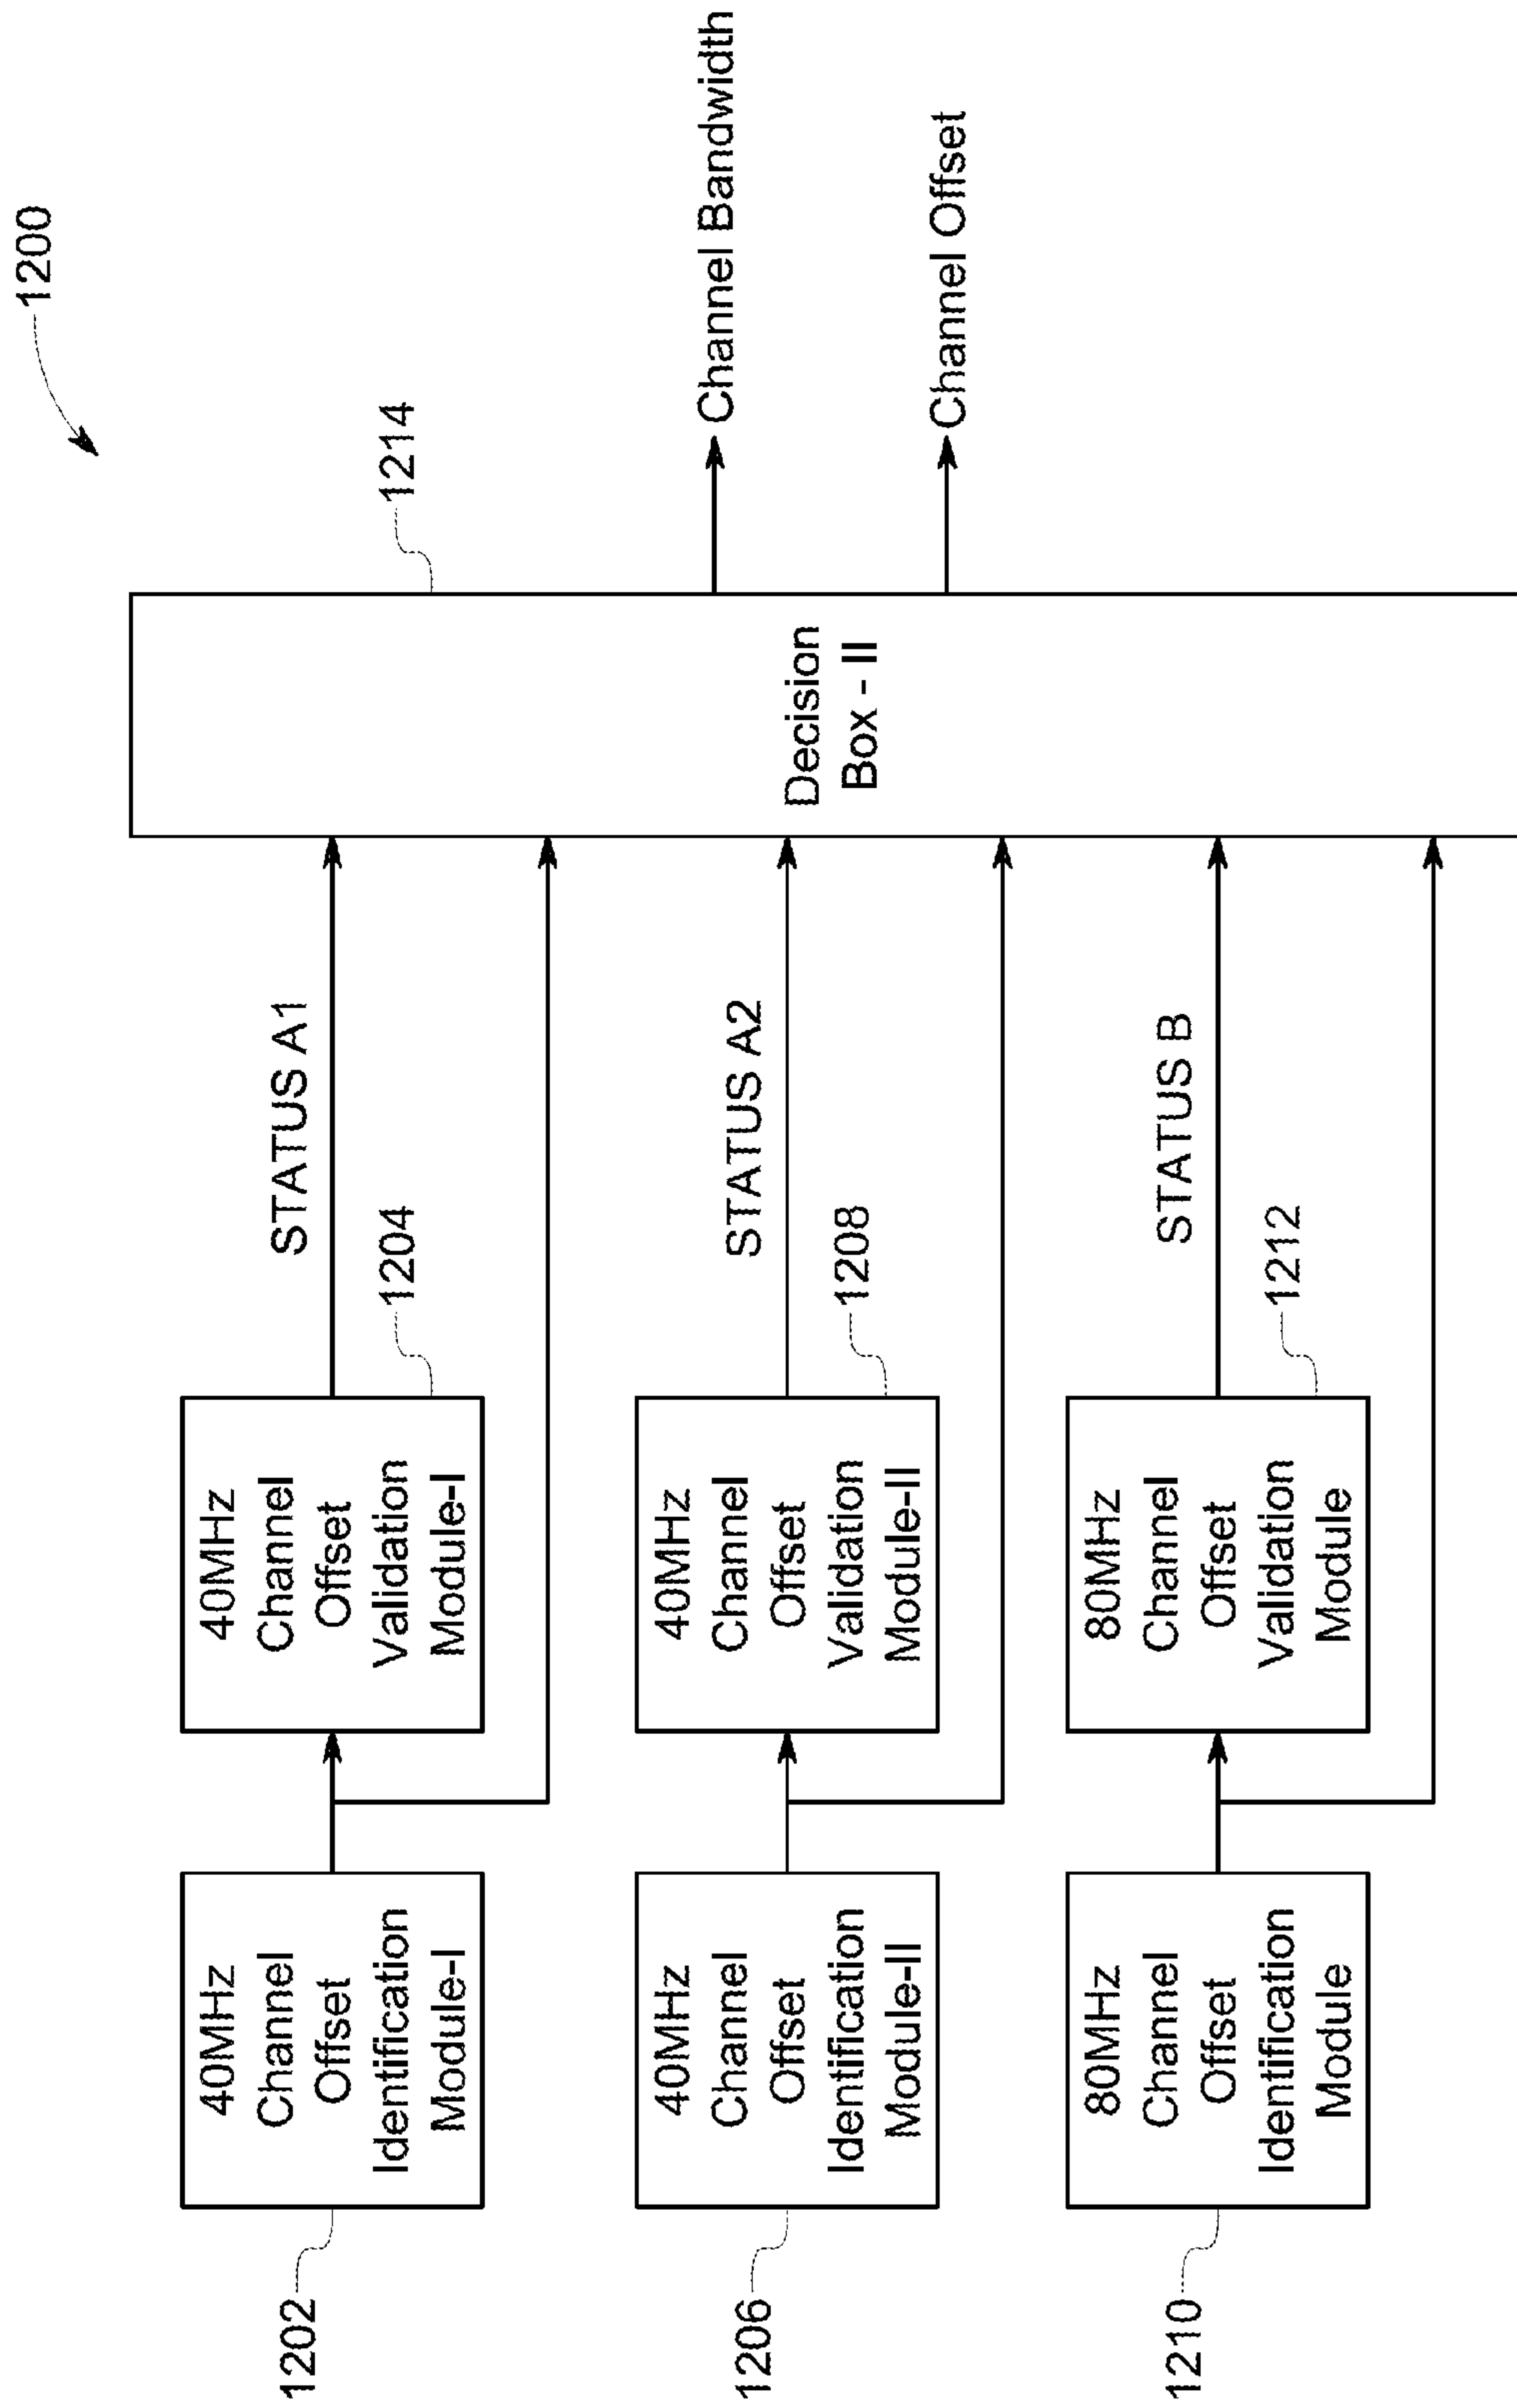 1200
1202
40MHz
Channel
Offset
Identification
Module-I
40MHz
Channel
Offset
Validation
Module-I
1204
STATUS A1
1206
40MHz
Channel
Offset
Identification
Module-II
40MHz
Channel
Offset
Validation
Module-II
1208
STATUS A2
1210
80MHz
Channel
Offset
Identification
Module
80MHz
Channel
Offset
Validation
Module
1212
STATUS B
1214
Decision
Box - II
Channel Bandwidth
Channel Offset